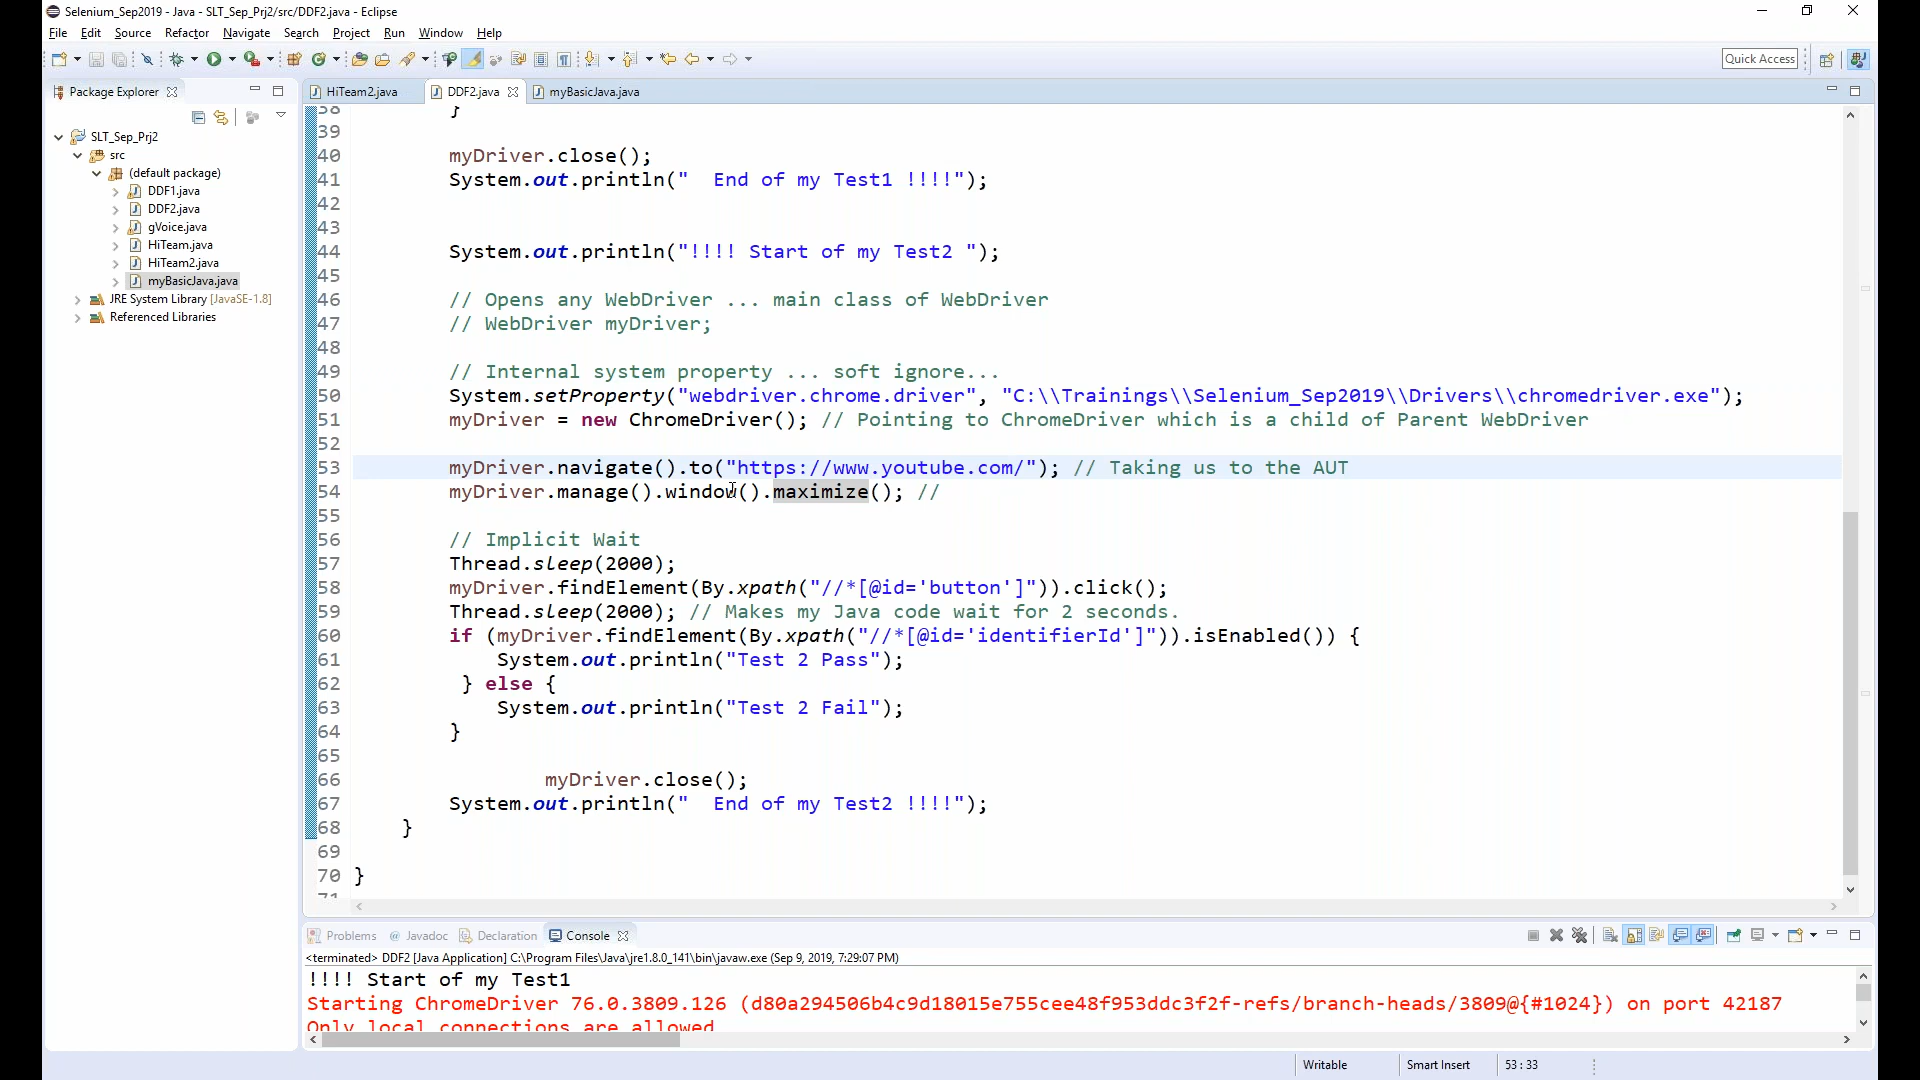 Selenium_Sep2019 - Java - SLT_Sep_Prj2/src/DDF2.java - Eclipse
File Edit Source Refactor Navigate Search Project Run Window Help
Quick Access
Package Explorer
SLT_Sep_Prj2
src
(default package)
DDF1.java
DDF2.java
gVoice.java
HiTeam.java
HiTeam2.java
myBasicJava.java
JRE System Library [JavaSE-1.8]
Referenced Libraries
HiTeam2.java DDF2.java myBasicJava.java
38 }
39
40 myDriver.close();
41 System.out.println("  End of my Test1 !!!!");
42
43
44 System.out.println("!!!! Start of my Test2 ");
45
46 // Opens any WebDriver ... main class of WebDriver
47 // WebDriver myDriver;
48
49 // Internal system property ... soft ignore...
50 System.setProperty("webdriver.chrome.driver", "C:\\Trainings\\Selenium_Sep2019\\Drivers\\chromedriver.exe");
51 myDriver = new ChromeDriver(); // Pointing to ChromeDriver which is a child of Parent WebDriver
52
53 myDriver.navigate().to("https://www.youtube.com/"); // Taking us to the AUT
54 myDriver.manage().window().maximize(); //
55
56 // Implicit Wait
57 Thread.sleep(2000);
58 myDriver.findElement(By.xpath("//*[@id='button']")).click();
59 Thread.sleep(2000); // Makes my Java code wait for 2 seconds.
60 if (myDriver.findElement(By.xpath("//*[@id='identifierId']")).isEnabled()) {
61 System.out.println("Test 2 Pass");
62 } else {
63 System.out.println("Test 2 Fail");
64 }
65
66 myDriver.close();
67 System.out.println("  End of my Test2 !!!!");
68 }
69
70 }
71
Problems @ Javadoc Declaration Console
<terminated> DDF2 [Java Application] C:\Program Files\Java\jre1.8.0_141\bin\javaw.exe (Sep 9, 2019, 7:29:07 PM)
!!!! Start of my Test1
Starting ChromeDriver 76.0.3809.126 (d80a294506b4c9d18015e755cee48f953ddc3f2f-refs/branch-heads/3809@{#1024}) on port 42187
Only local connections are allowed
Writable Smart Insert 53 : 33